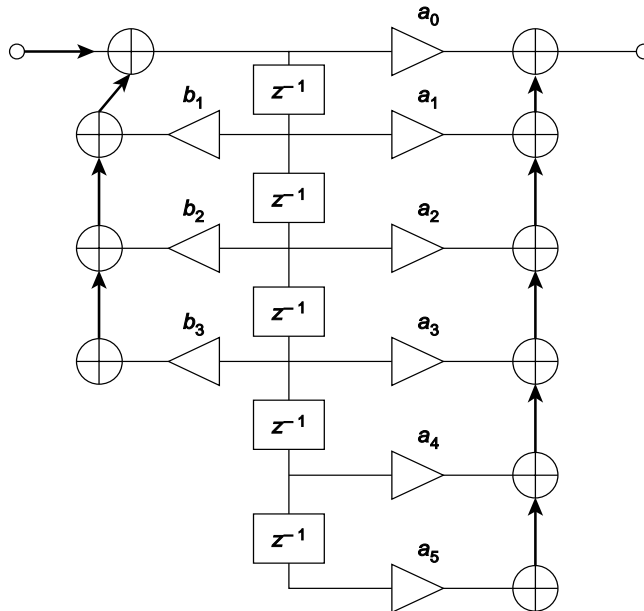 a₀
z⁻¹
b₁ a₁
z⁻¹
b₂ a₂
z⁻¹
b₃ a₃
z⁻¹
a₄
z⁻¹
a₅